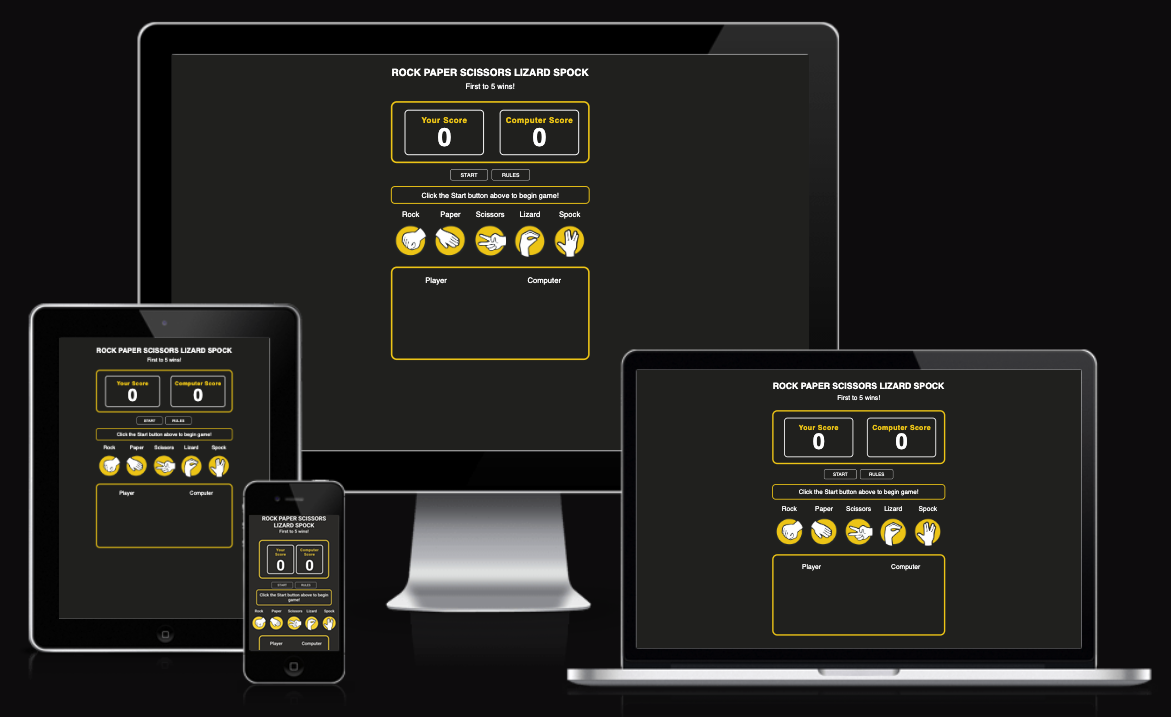 ROCK PAPER SCISSORS LIZARD SPOCK
First to 5 wins!
Your Score
Computer Score
0
0
START
RULES
Click the Start button above to begin game!
Rock Paper Scissors Lizard Spock
Player
Computer
ROCK PAPER SCISSORS LIZARD SPOCK
First to 5 wins!
Your Score
Computer Score
0
0
START
RULES
Click the Start button above to begin game!
Rock Paper Scissors Lizard Spock
Player
Computer
ROCK PAPER SCISSORS
LIZARD SPOCK
First to 5 wins!
Your
Score
Computer
Score
0
0
START
RULES
Click the Start button above to begin
game!
Rock Paper Scissors Lizard Spock
Player
Computer
ROCK PAPER SCISSORS LIZARD SPOCK
First to 5 wins!
Your Score
Computer Score
0
0
START
RULES
Click the Start button above to begin game!
Rock Paper Scissors Lizard Spock
Player
Computer